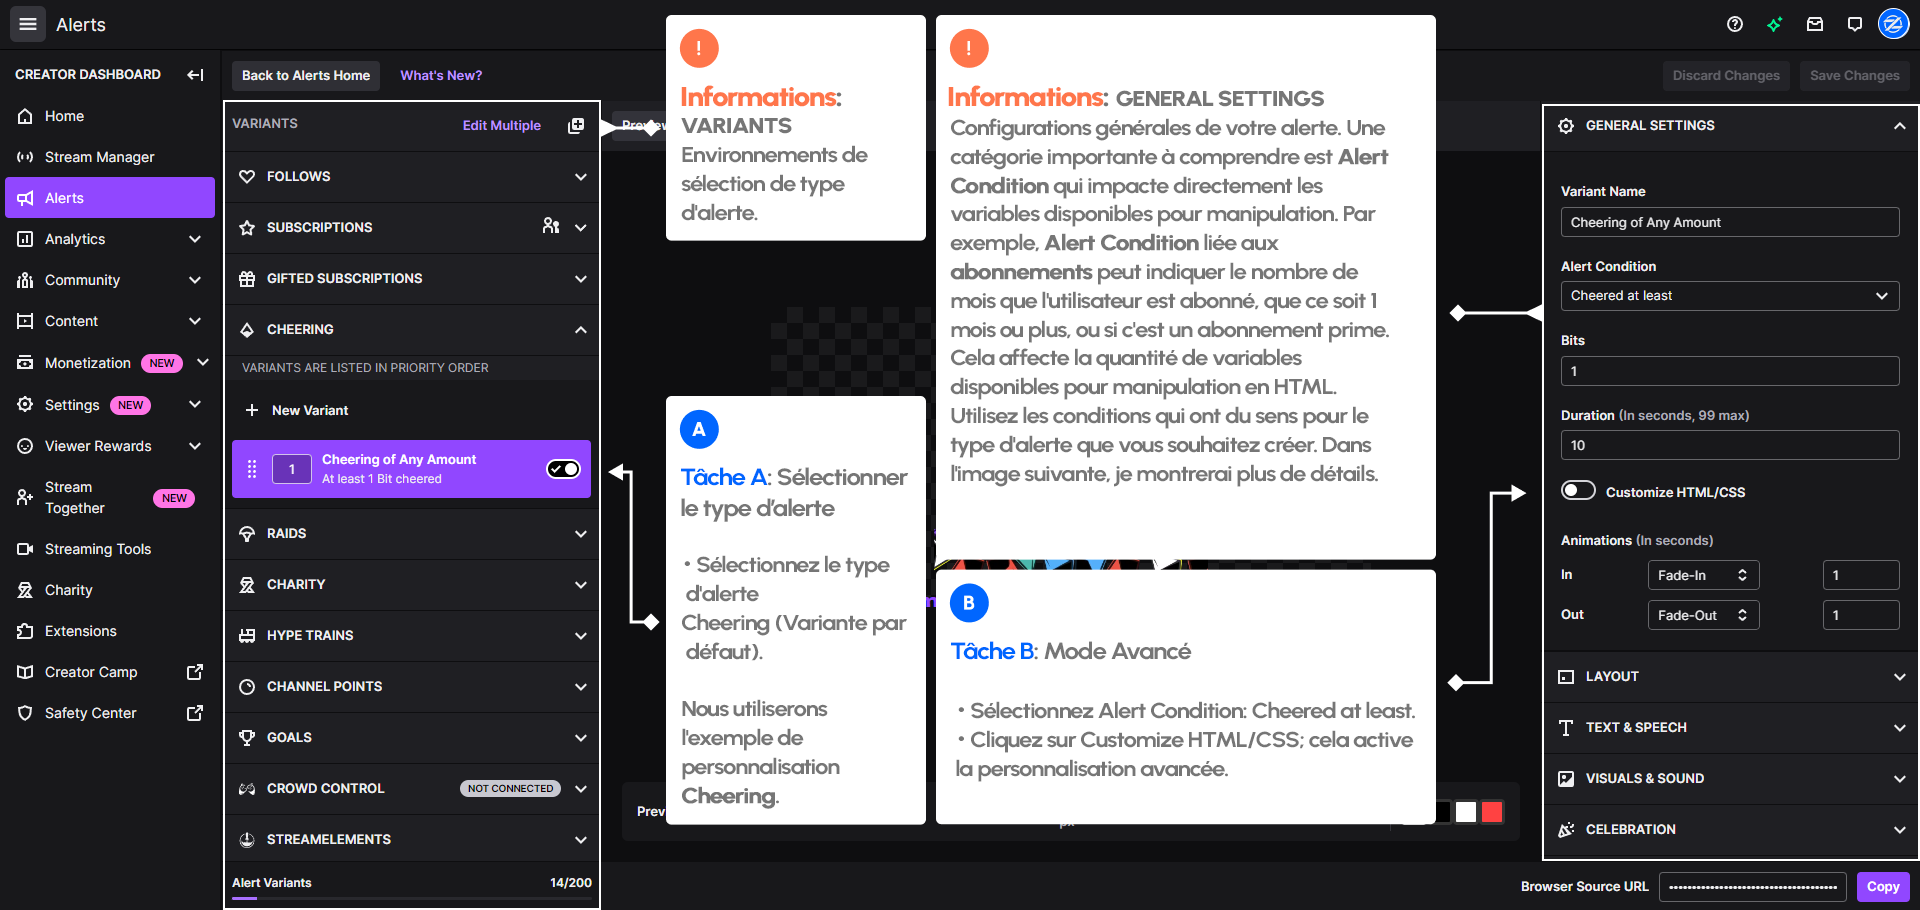 Alerts
CREATOR DASHBOARD
Home
Stream Manager
Alerts
Analytics
Community
Content
Monetization NEW
Settings NEW
Viewer Rewards
Stream
Together
NEW
Streaming Tools
Charity
Extensions
Creator Camp
Safety Center
Back to Alerts Home
What's New?
Discard Changes
Save Changes
VARIANTS
Edit Multiple
FOLLOWS
SUBSCRIPTIONS
GIFTED SUBSCRIPTIONS
CHEERING
VARIANTS ARE LISTED IN PRIORITY ORDER
New Variant
1
Cheering of Any Amount
At least 1 Bit cheered
RAIDS
CHARITY
HYPE TRAINS
CHANNEL POINTS
GOALS
CROWD CONTROL NOT CONNECTED
STREAMELEMENTS
Alert Variants 14/200
!
Informations:
VARIANTS
Environnements de
sélection de type
d'alerte.
A
Tâche A: Sélectionner
le type d’alerte
• Sélectionnez le type
d'alerte
Cheering (Variante par
défaut).
Nous utiliserons
l'exemple de
personnalisation
Cheering.
!
Informations: GENERAL SETTINGS
Configurations générales de votre alerte. Une
catégorie importante à comprendre est Alert
Condition qui impacte directement les
variables disponibles pour manipulation. Par
exemple, Alert Condition liée aux
abonnements peut indiquer le nombre de
mois que l'utilisateur est abonné, que ce soit 1
mois ou plus, ou si c'est un abonnement prime.
Cela affecte la quantité de variables
disponibles pour manipulation en HTML.
Utilisez les conditions qui ont du sens pour le
type d'alerte que vous souhaitez créer. Dans
l'image suivante, je montrerai plus de détails.
B
Tâche B: Mode Avancé
• Sélectionnez Alert Condition: Cheered at least.
• Cliquez sur Customize HTML/CSS; cela active
la personnalisation avancée.
GENERAL SETTINGS
Variant Name
Cheering of Any Amount
Alert Condition
Cheered at least
Bits
1
Duration (In seconds, 99 max)
10
Customize HTML/CSS
Animations (In seconds)
In Fade-In 1
Out Fade-Out 1
LAYOUT
TEXT & SPEECH
VISUALS & SOUND
CELEBRATION
Browser Source URL
Copy